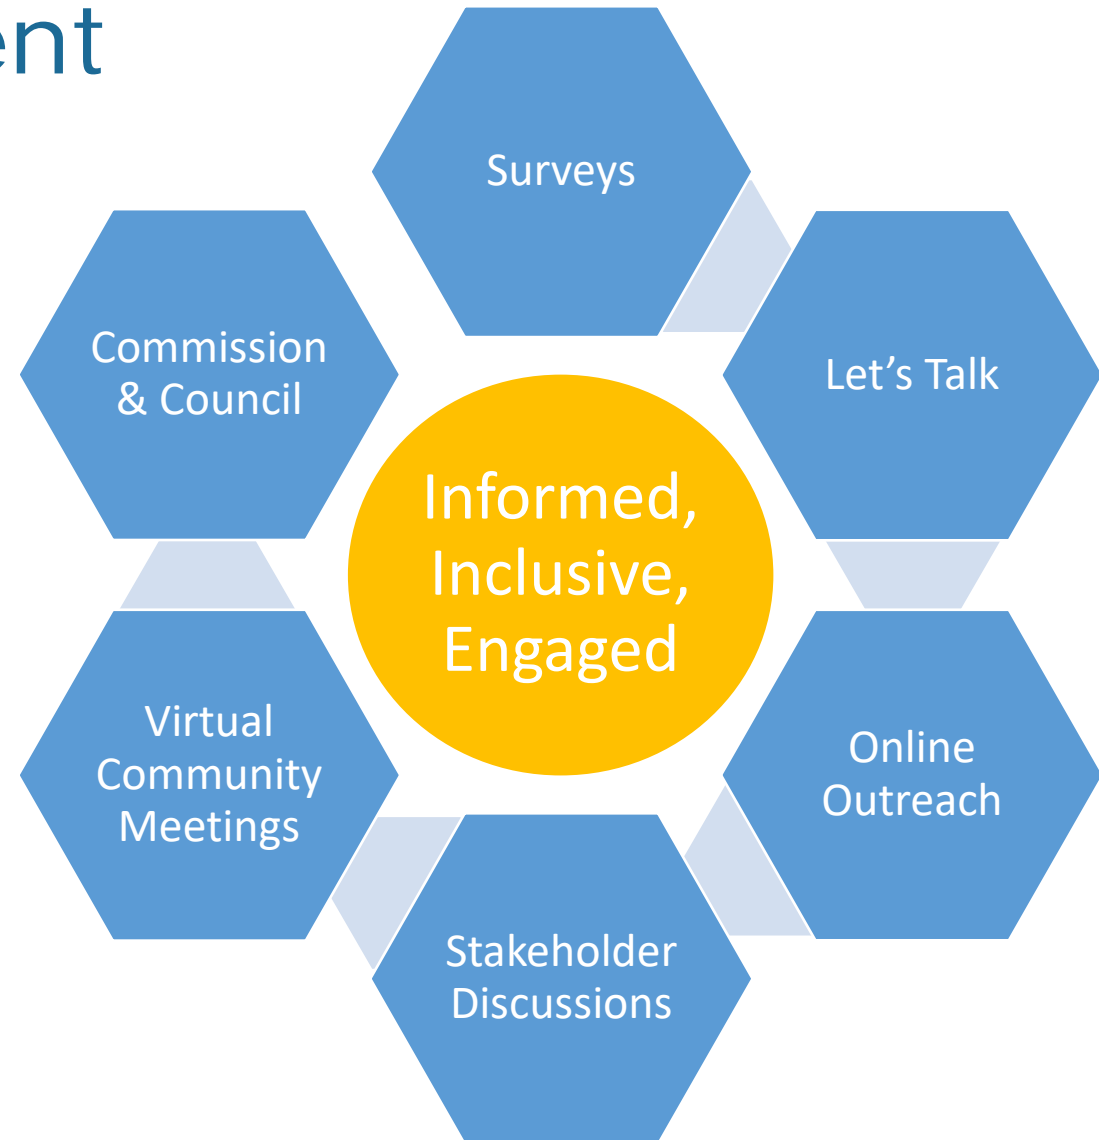 ent
Surveys
Let's Talk
Online
Outreach
Stakeholder
Discussions
Virtual
Community
Meetings
Commission
& Council
Informed,
Inclusive,
Engaged